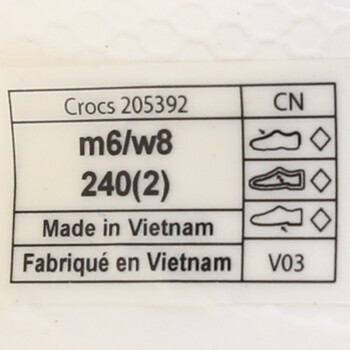 Crocs 205392 CN
m6/w8
240(2)
Made in Vietnam
Fabriqué en Vietnam V03